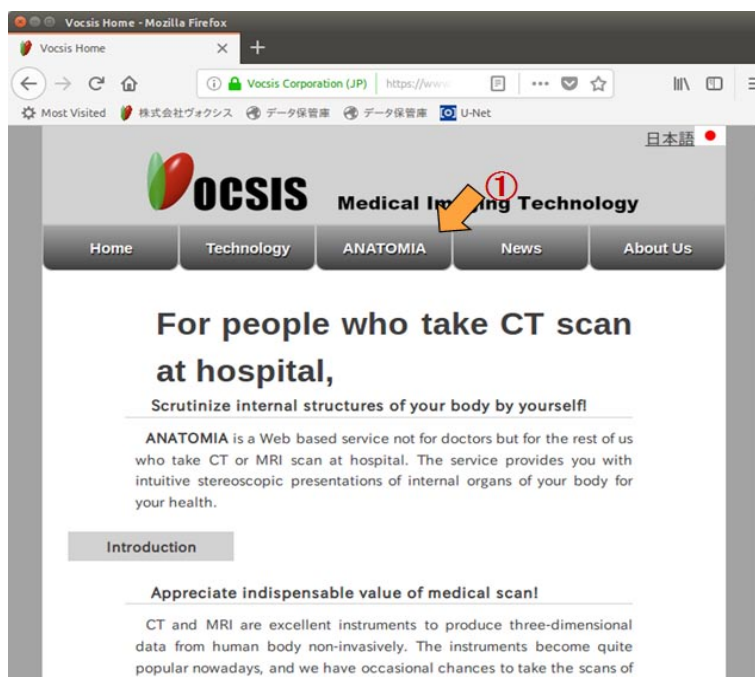 Vocsis Home - Mozilla Firefox
Vocsis Home
Vocsis Corporation (JP) https://www
Most Visited 株式会社ヴォクシス データ保管庫 データ保管庫 U-Net
日本語
VOCSIS Medical Imaging Technology
①
Home Technology ANATOMIA News About Us
For people who take CT scan
at hospital,
Scrutinize internal structures of your body by yourself!
ANATOMIA is a Web based service not for doctors but for the rest of us
who take CT or MRI scan at hospital. The service provides you with
intuitive stereoscopic presentations of internal organs of your body for
your health.
Introduction
Appreciate indispensable value of medical scan!
CT and MRI are excellent instruments to produce three-dimensional
data from human body non-invasively. The instruments become quite
popular nowadays, and we have occasional chances to take the scans of